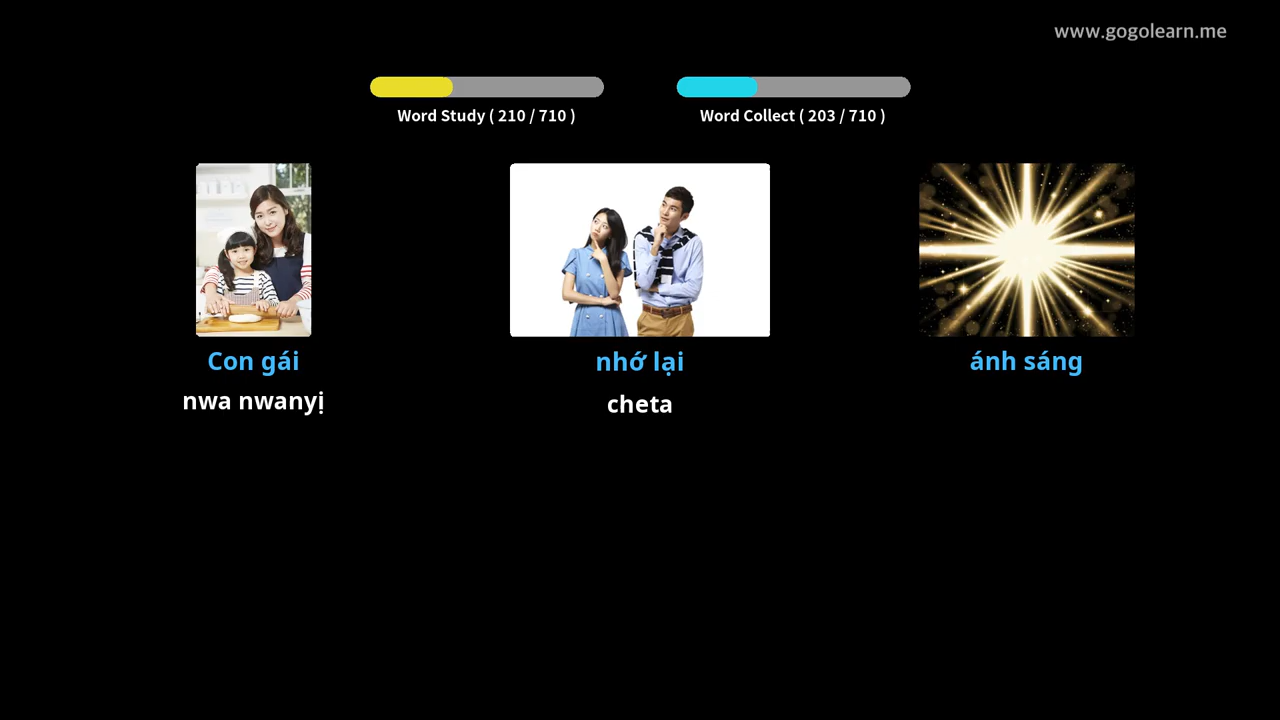 www.gogolearn.me
Word Study ( 210 / 710 )
Word Collect ( 203 / 710 )
Con gái
nwa nwanyị
nhớ lại
cheta
ánh sáng